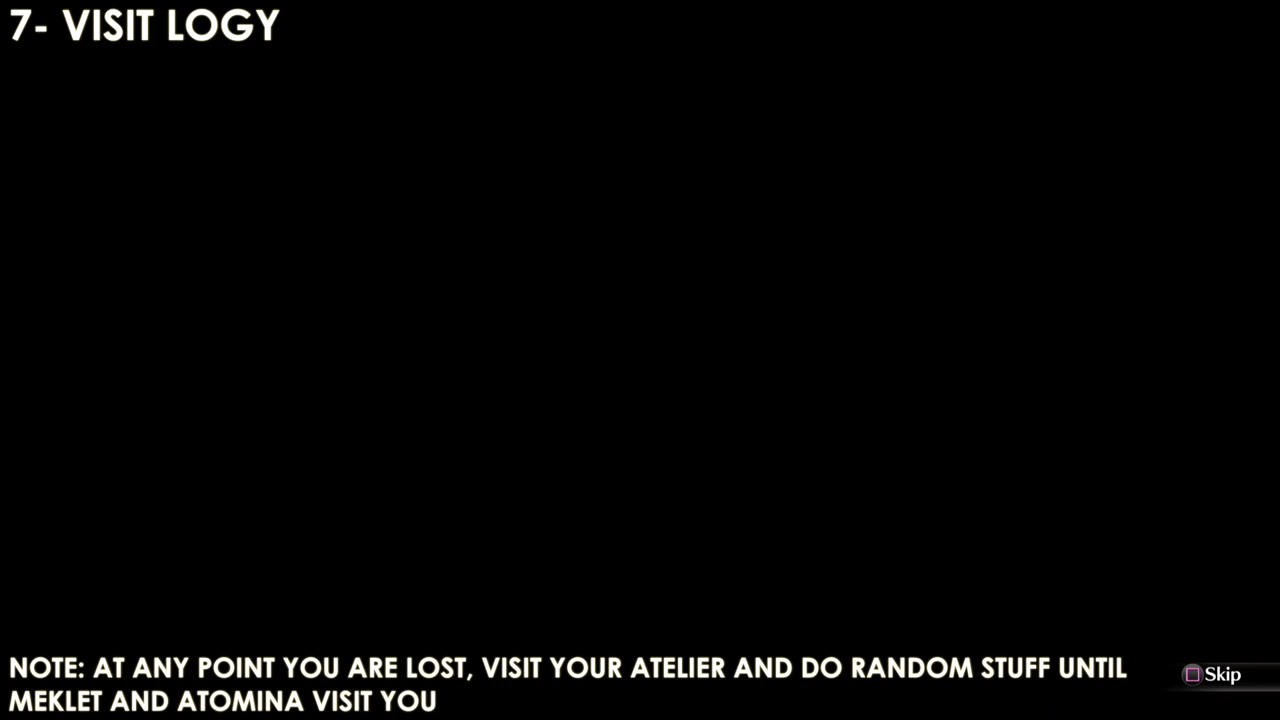 7- VISIT LOGY
NOTE: AT ANY POINT YOU ARE LOST, VISIT YOUR ATELIER AND DO RANDOM STUFF UNTIL
MEKLET AND ATOMINA VISIT YOU
Skip